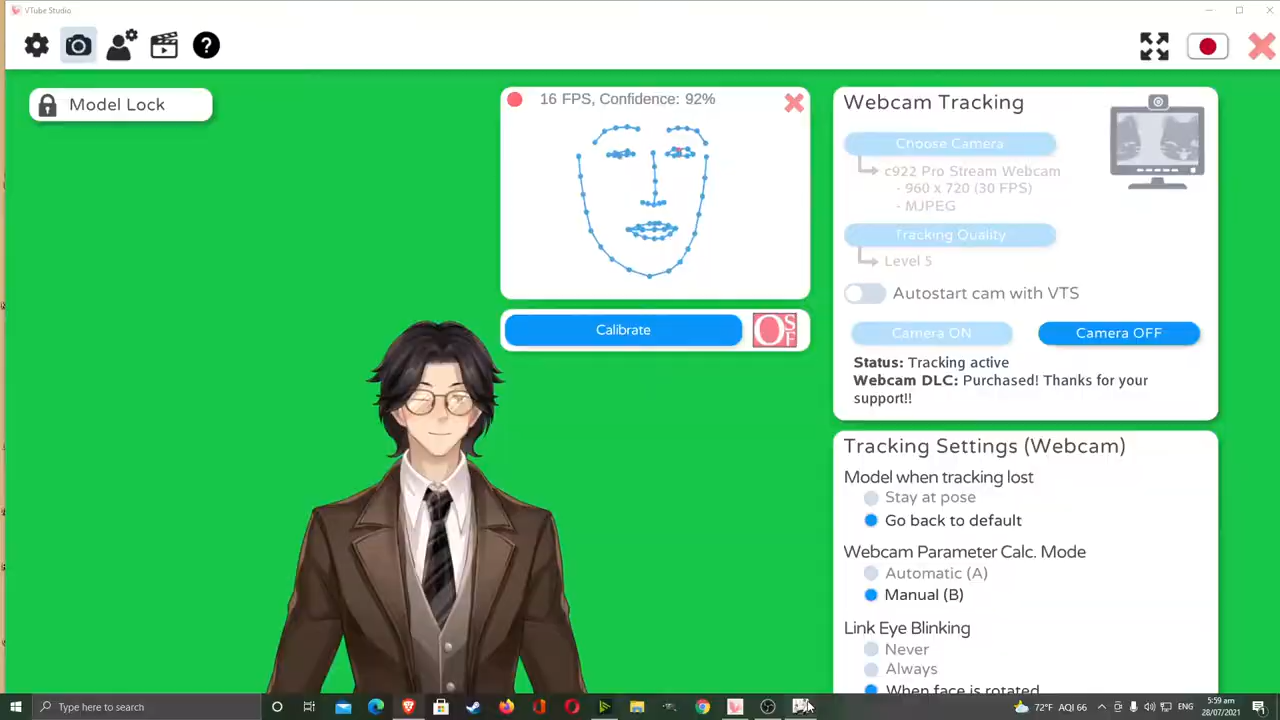 VTube Studio
Model Lock
16 FPS, Confidence: 92%
Calibrate
OSF
Webcam Tracking
Choose Camera
c922 Pro Stream Webcam
- 960 x 720 (30 FPS)
- MJPEG
Tracking Quality
Level 5
Autostart cam with VTS
Camera ON
Camera OFF
Status: Tracking active
Webcam DLC: Purchased! Thanks for your
support!!
Tracking Settings (Webcam)
Model when tracking lost
Stay at pose
Go back to default
Webcam Parameter Calc. Mode
Automatic (A)
Manual (B)
Link Eye Blinking
Never
Always
When face is rotated
Type here to search
72°F AQI 66
5:59 am
28/07/2021